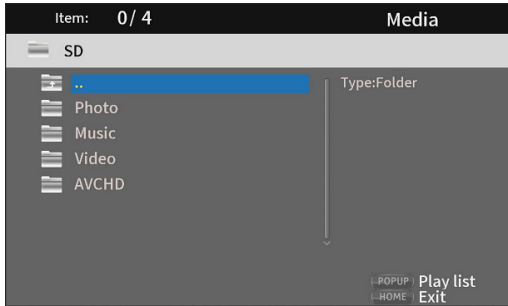 Item: 0/ 4 Media
SD
..
Type:Folder
Photo
Music
Video
AVCHD
POPUP Play list
HOME Exit